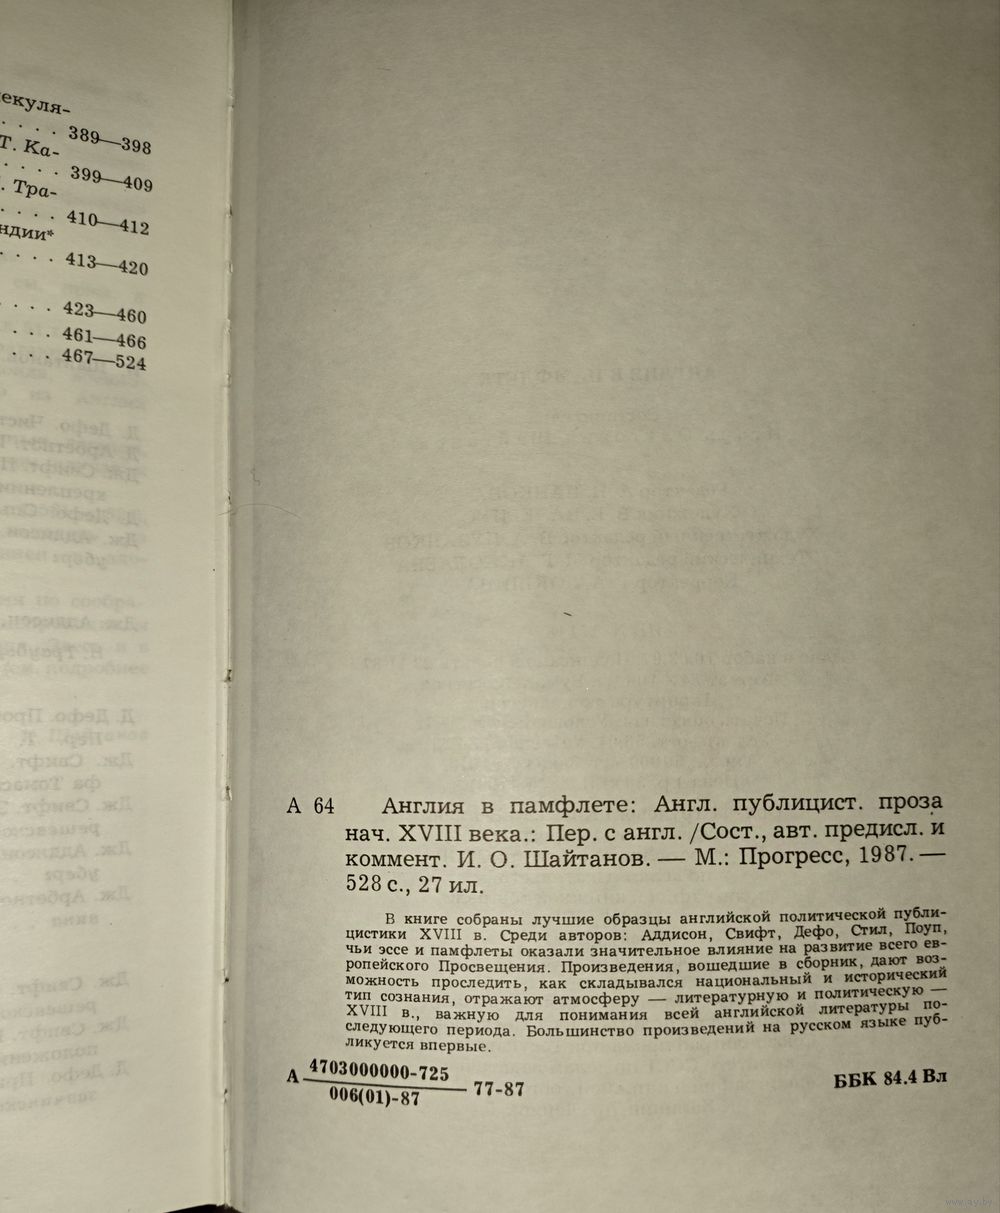 екуля-
. . . . 389—398
Т. Ка-
. . . . 399—409
. Тра-
. . . . 410—412
ндии*
. . . . 413—420
. . . 423—460
. . . 461—466
. . . 467—524
А 64 Англия в памфлете: Англ. публицист. проза
нач. XVIII века.: Пер. с англ. /Сост., авт. предисл. и
коммент. И. О. Шайтанов. — М.: Прогресс, 1987. —
528 с., 27 ил.
В книге собраны лучшие образцы английской политической публи-
цистики XVIII в. Среди авторов: Аддисон, Свифт, Дефо, Стил, Поуп,
чьи эссе и памфлеты оказали значительное влияние на развитие всего ев-
ропейского Просвещения. Произведения, вошедшие в сборник, дают воз-
можность проследить, как складывался национальный и исторический
тип сознания, отражают атмосферу — литературную и политическую —
XVIII в., важную для понимания всей английской литературы по-
следующего периода. Большинство произведений на русском языке пуб-
ликуется впервые.
А 4703000000-725
006(01)-87 77-87
ББК 84.4 Вл
www.ay.by